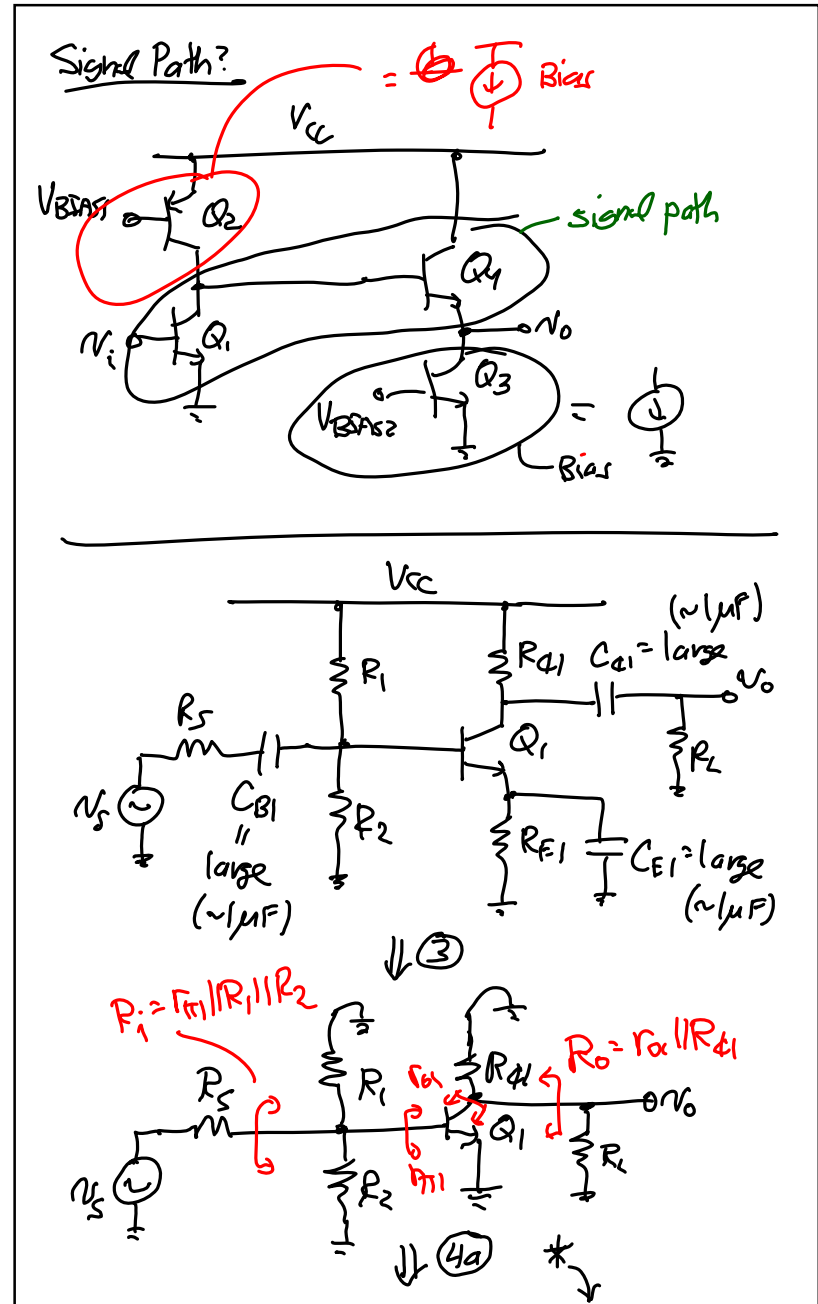 Signal Path?
= Bias
VCC
VBIAS1
Q2
signal path
Q4
vi
Q1
vo
Q3
VBIAS2
=
Bias
VCC
(~1μF)
R1
RC1
CC1 = large
vo
RS
Q1
RL
vs
CB1
R2
RE1
CE1 = large
"
large
(~1μF)
(~1μF)
⇓ ③
Ri = rπ1||R1||R2
Ro = ro1||RC1
RS
R1
ro1
RC1
vo
Q1
rπ1
RL
vs
R2
⇓ 4a *